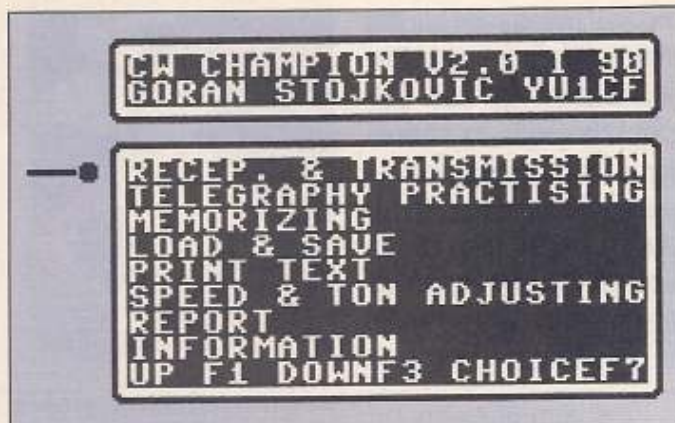 CW CHAMPION V2.0 I 90
GORAN STOJKOVIC YU1CF
RECEP. & TRANSMISSION
TELEGRAPHY PRACTISING
MEMORIZING
LOAD & SAVE
PRINT TEXT
SPEED & TON ADJUSTING
REPORT
INFORMATION
UP F1 DOWNF3 CHOICEF7